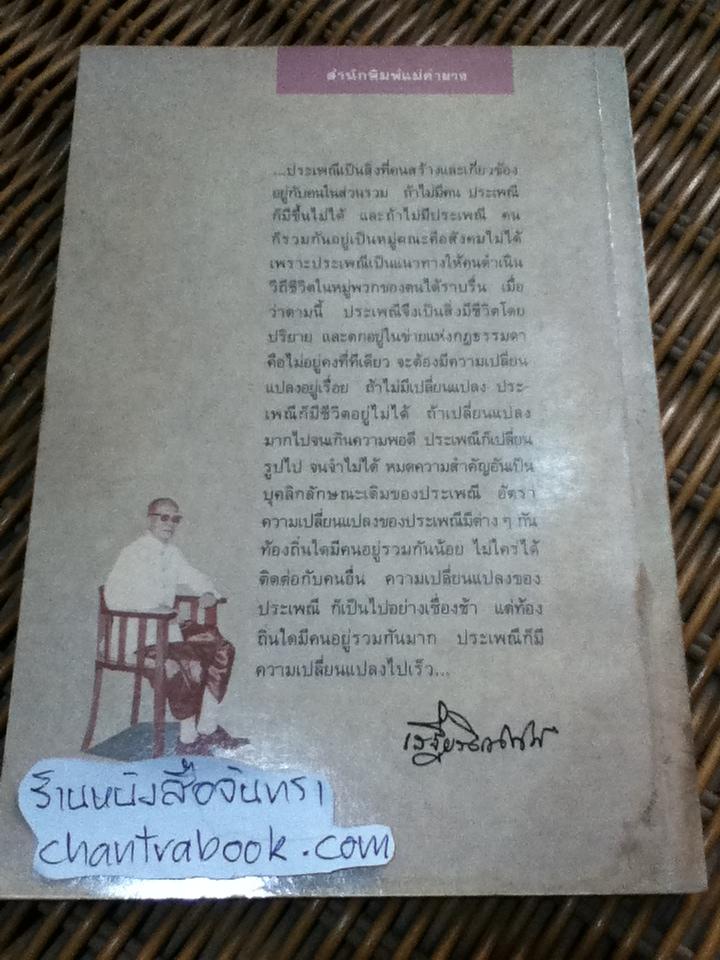 สำนักพิมพ์แม่คำผาง
...ประเพณีเป็นสิ่งที่คนสร้างและเกี่ยวข้อง
อยู่กับคนในส่วนรวม ถ้าไม่มีคน ประเพณี
ก็มีขึ้นไม่ได้ และถ้าไม่มีประเพณี คน
ก็รวมกันอยู่เป็นหมู่คณะคือสังคมไม่ได้
เพราะประเพณีเป็นแนวทางให้คนดำเนิน
วิถีชีวิตในหมู่พวกของตนได้ราบรื่น เมื่อ
ว่าตามนี้ ประเพณีจึงเป็นสิ่งมีชีวิตโดย
ปริยาย และตกอยู่ในข่ายแห่งกฎธรรมดา
คือไม่อยู่คงที่ทีเดียว จะต้องมีความเปลี่ยน
แปลงอยู่เรื่อย ถ้าไม่มีเปลี่ยนแปลง ประ-
เพณีก็มีชีวิตอยู่ไม่ได้ ถ้าเปลี่ยนแปลง
มากไปจนเกินความพอดี ประเพณีก็เปลี่ยน
รูปไป จนจำไม่ได้ หมดความสำคัญอันเป็น
บุคลิกลักษณะเดิมของประเพณี อัตรา
ความเปลี่ยนแปลงของประเพณีมีต่าง ๆ กัน
ท้องถิ่นใดมีคนอยู่รวมกันน้อย ไม่ใคร่ได้
ติดต่อกับคนอื่น ความเปลี่ยนแปลงของ
ประเพณี ก็เป็นไปอย่างเชื่องช้า แต่ท้อง
ถิ่นใดมีคนอยู่รวมกันมาก ประเพณีก็มี
ความเปลี่ยนแปลงไปเร็ว...
ร้านหนังสือจันทรา
chantrabook.com